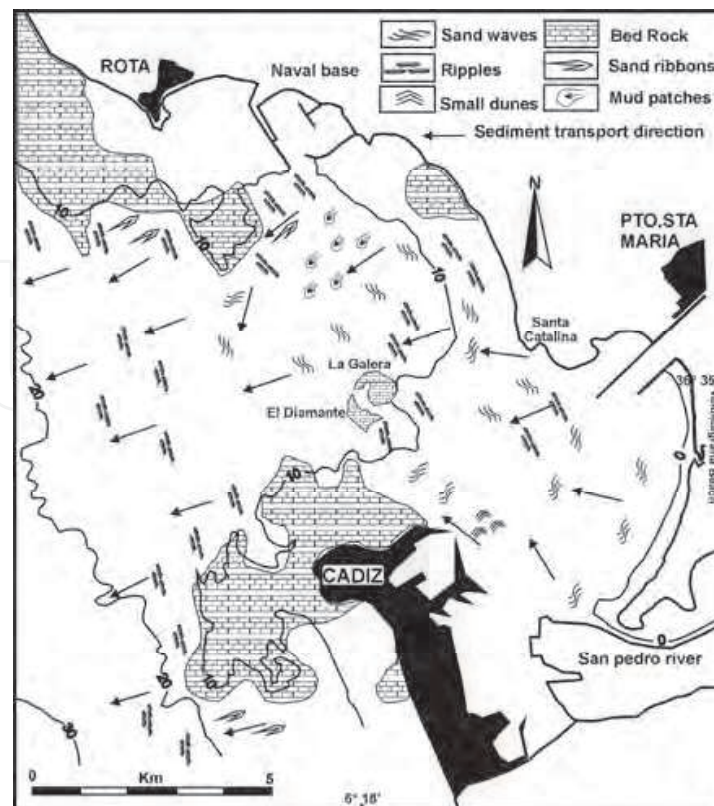 Sand waves
Bed Rock
Ripples
Sand ribbons
Small dunes
Mud patches
Sediment transport direction
ROTA
Naval base
N
PTO.STA
MARIA
10
10
10
Santa
Catalina
La Galera
36° 35
El Diamante
20
10
0
CADIZ
San pedro river
0
10
20
30
0
Km
5
6° 15'